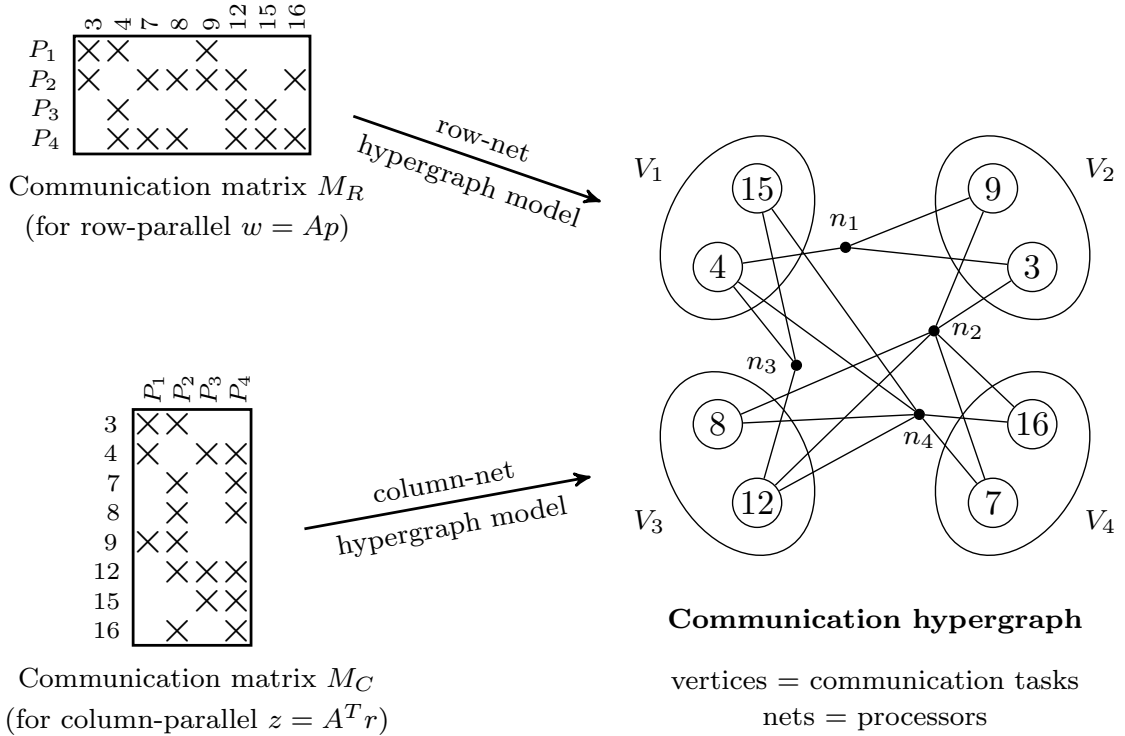 3 4 7 8 9 12 15 16
P₁
P₂
P₃
P₄
Communication matrix M_R
(for row-parallel w = Ap)
row-net
hypergraph model
P₁ P₂ P₃ P₄
3
4
7
8
9
12
15
16
Communication matrix M_C
(for column-parallel z = Aᵀr)
column-net
hypergraph model
V₁
15
4
V₂
9
3
n₁
n₂
n₃
n₄
V₃
8
12
V₄
16
7
Communication hypergraph
vertices = communication tasks
nets = processors